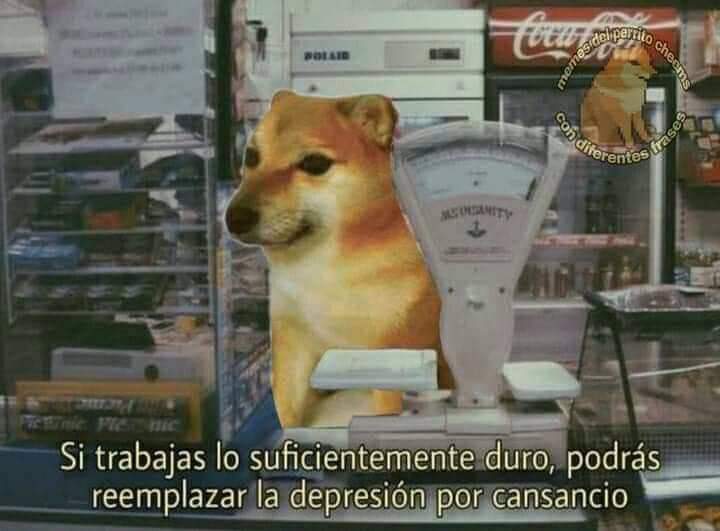 POLAIR
Coca-Cola
memes del perrito cheems
con diferentes frases
MSINSANITY
Si trabajas lo suficientemente duro, podrás
reemplazar la depresión por cansancio